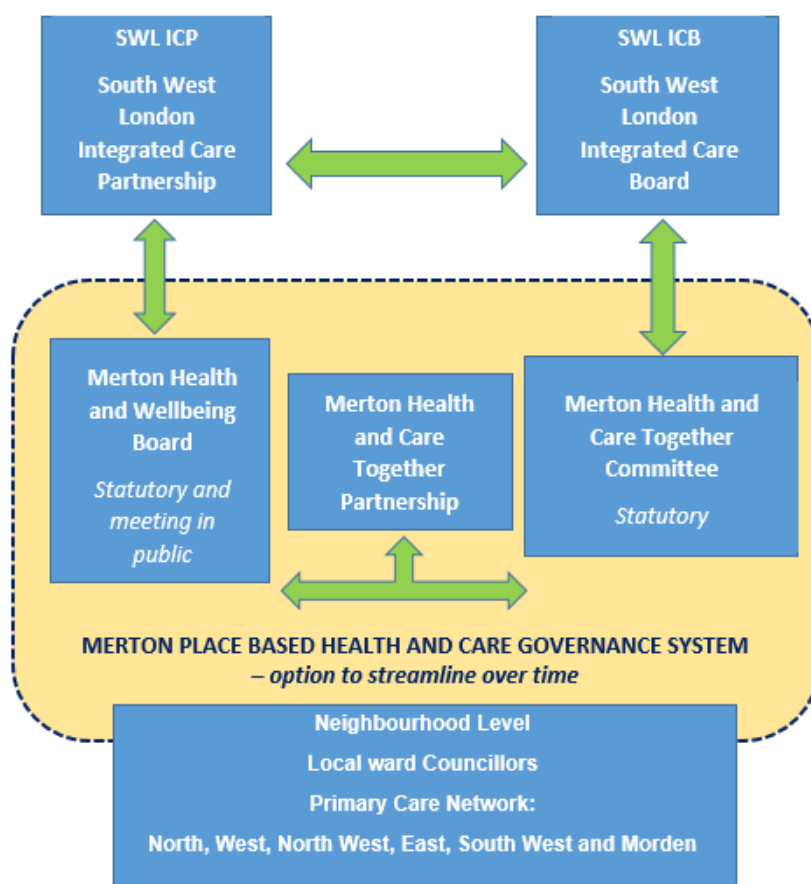 SWL ICP
South West
London
Integrated Care
Partnership
SWL ICB
South West
London
Integrated Care
Board
Merton Health
and Wellbeing
Board
Statutory and
meeting in
public
Merton Health
and Care
Together
Partnership
Merton Health and
Care Together
Committee
Statutory
MERTON PLACE BASED HEALTH AND CARE GOVERNANCE SYSTEM
– option to streamline over time
Neighbourhood Level
Local ward Councillors
Primary Care Network:
North, West, North West, East, South West and Morden